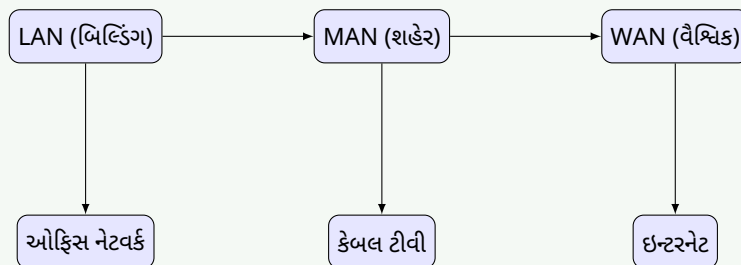 LAN (બિલ્ડિંગ)
MAN (શહેર)
WAN (વૈશ્વિક)
ઓફિસ નેટવર્ક
કેબલ ટીવી
ઇન્ટરનેટ